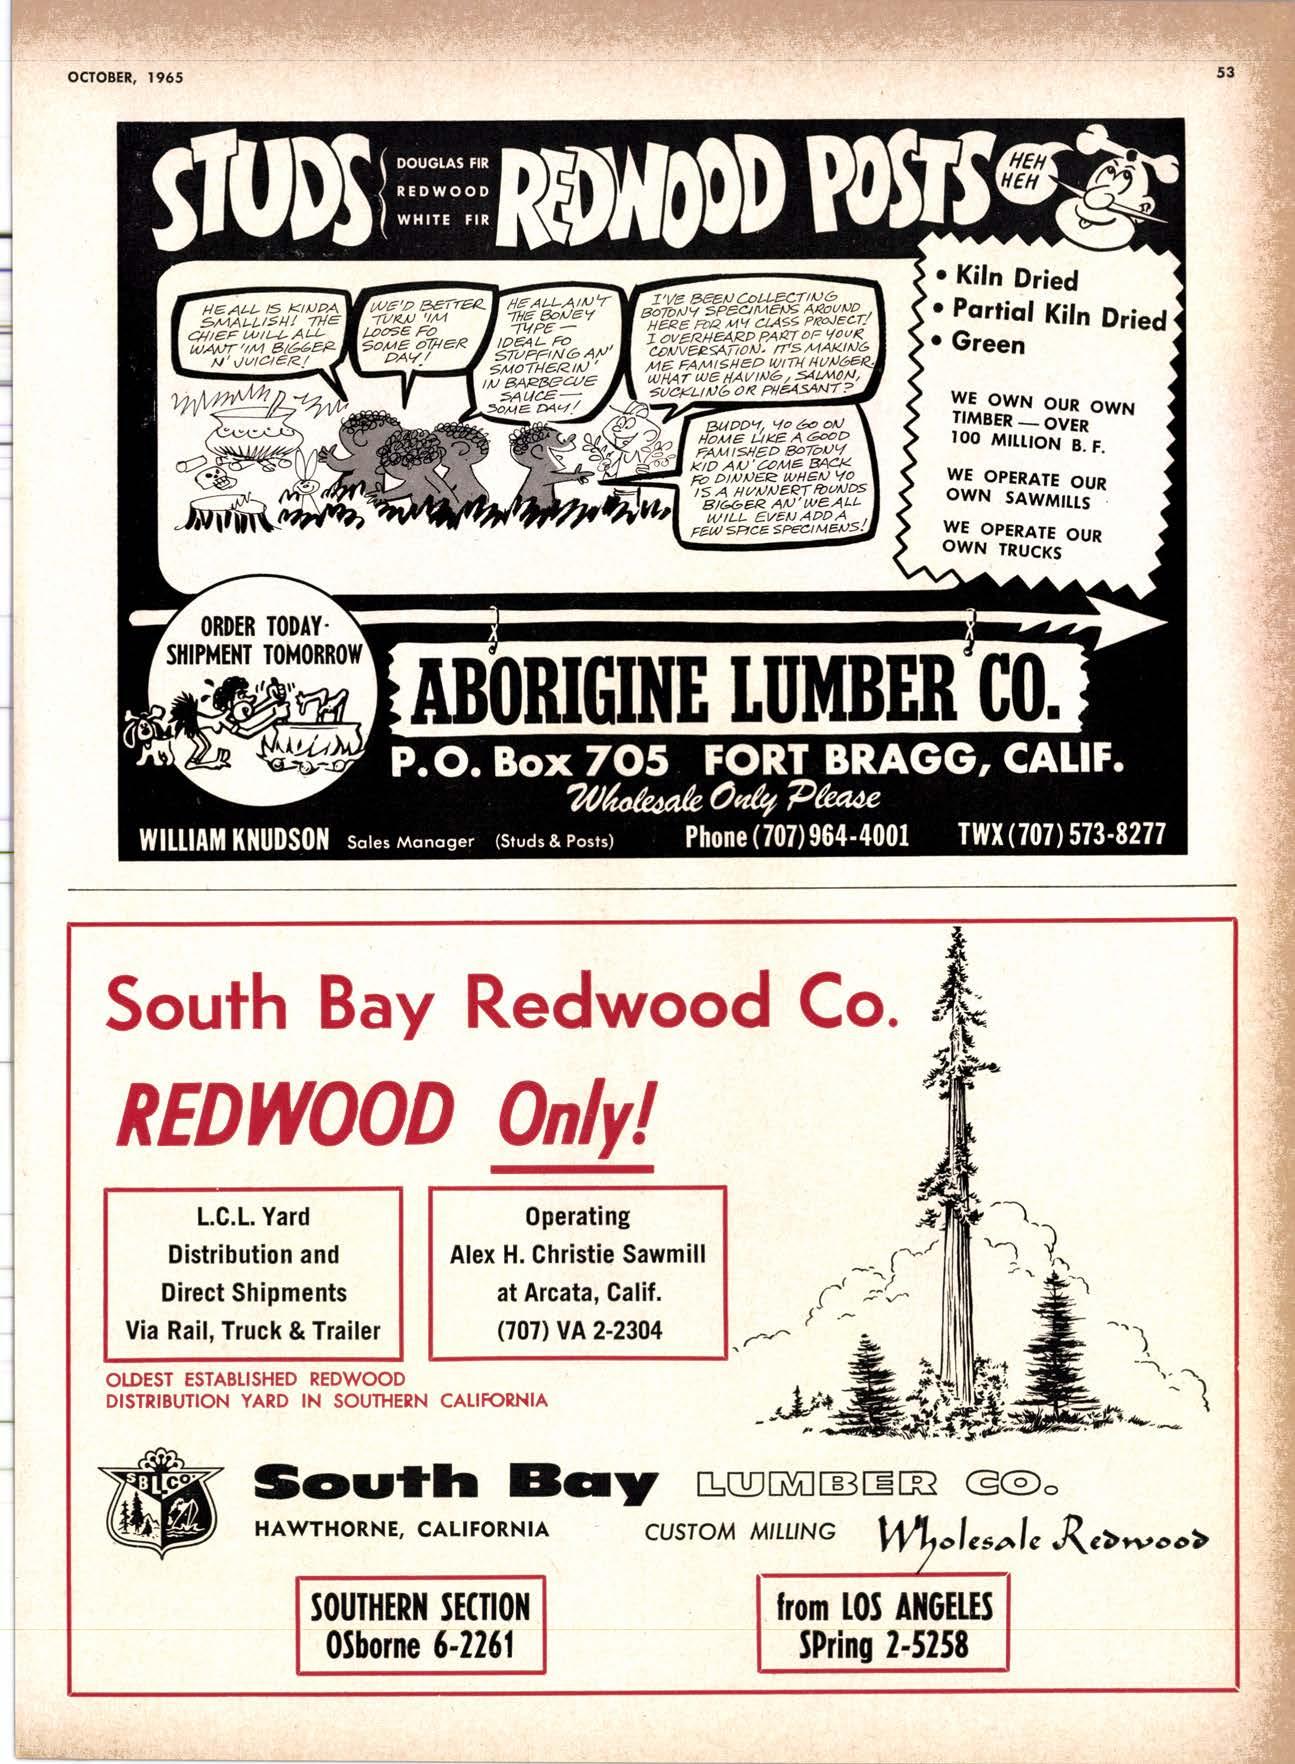 OCTOBER, 1965
53
STUDS
DOUGLAS FIR
REDWOOD
WHITE FIR
REDWOOD POSTS
HEH
HEH
HE ALL IS KINDA
SMALLISH! THE
CHIEF WILL ALL
WANT 'IM BIGGER
N' JUICIER!
WE'D BETTER
TURN 'IM
LOOSE FO
SOME OTHER
DAY!
HE ALL AIN'T
THE BONEY
TYPE —
IDEAL FO
STUFFING AN'
SMOTHERIN'
IN BARBECUE
SAUCE —
SOME DAY!
I'VE BEEN COLLECTING
BOTONY SPECIMENS AROUND
HERE FOR MY CLASS PROJECT!
I OVERHEARD PART OF YOUR
CONVERSATION. IT'S MAKING
ME FAMISHED WITH HUNGER.
WHAT WE HAVING, SALMON,
SUCKLING OR PHEASANT?
BUDDY, YO GO ON
HOME LIKE A GOOD
FAMISHED BOTONY
KID AN' COME BACK
FO DINNER WHEN YO
IS A HUNNERT POUNDS
BIGGER AN' WE ALL
WILL EVEN ADD A
FEW SPICE SPECIMENS!
• Kiln Dried
• Partial Kiln Dried
• Green
WE OWN OUR OWN
TIMBER — OVER
100 MILLION B. F.
WE OPERATE OUR
OWN SAWMILLS
WE OPERATE OUR
OWN TRUCKS
ORDER TODAY-
SHIPMENT TOMORROW
ABORIGINE LUMBER CO.
P.O. Box 705 FORT BRAGG, CALIF.
Wholesale Only Please
WILLIAM KNUDSON Sales Manager (Studs & Posts) Phone (707) 964-4001 TWX (707) 573-8277
South Bay Redwood Co.
REDWOOD Only!
L.C.L. Yard
Distribution and
Direct Shipments
Via Rail, Truck & Trailer
Operating
Alex H. Christie Sawmill
at Arcata, Calif.
(707) VA 2-2304
OLDEST ESTABLISHED REDWOOD
DISTRIBUTION YARD IN SOUTHERN CALIFORNIA
S B L CO.
South Bay LUMBER CO.
HAWTHORNE, CALIFORNIA CUSTOM MILLING Wholesale Redwood
SOUTHERN SECTION
OSborne 6-2261
from LOS ANGELES
SPring 2-5258